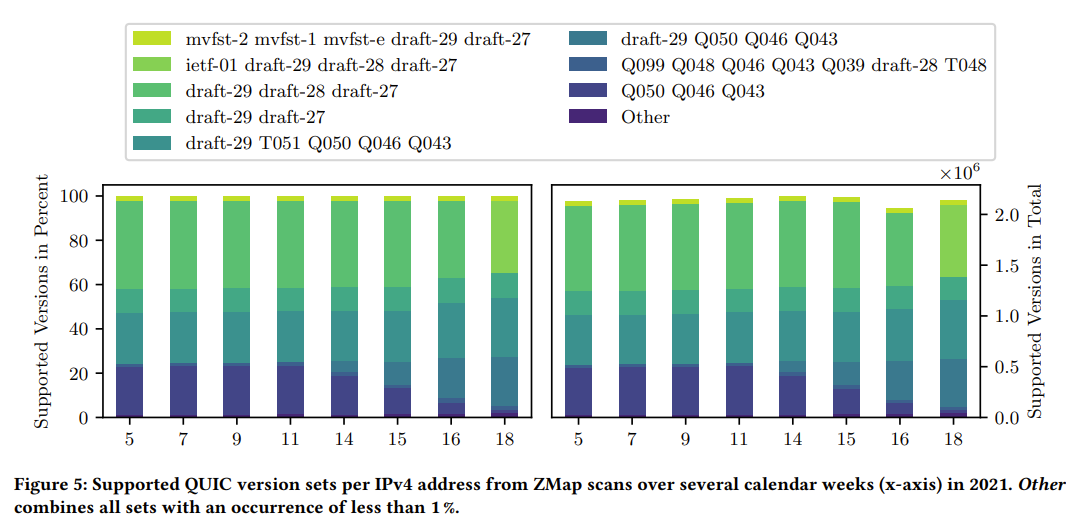 mvfst-2 mvfst-1 mvfst-e draft-29 draft-27
ietf-01 draft-29 draft-28 draft-27
draft-29 draft-28 draft-27
draft-29 draft-27
draft-29 T051 Q050 Q046 Q043
draft-29 Q050 Q046 Q043
Q099 Q048 Q046 Q043 Q039 draft-28 T048
Q050 Q046 Q043
Other
Supported Versions in Percent
100
80
60
40
20
0
5 7 9 11 14 15 16 18
×10⁶
2.0
1.5
1.0
0.5
0.0
Supported Versions in Total
5 7 9 11 14 15 16 18
Figure 5: Supported QUIC version sets per IPv4 address from ZMap scans over several calendar weeks (x-axis) in 2021. Other
combines all sets with an occurrence of less than 1 %.